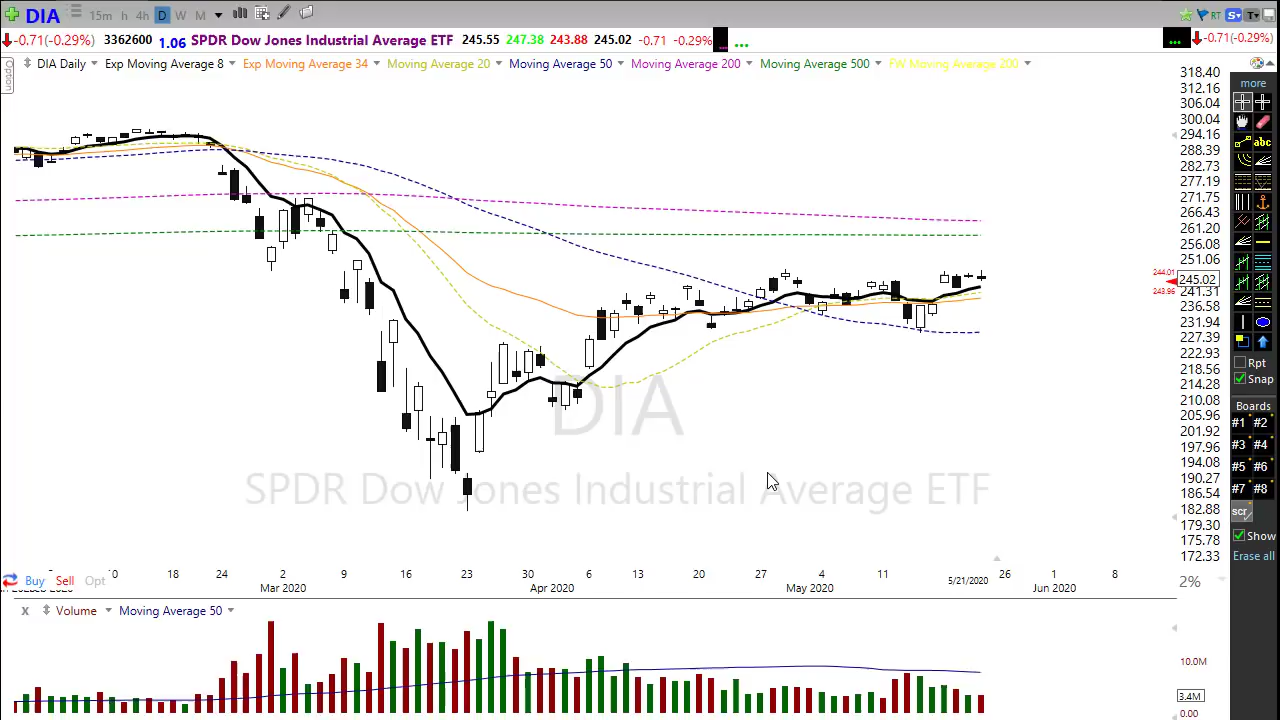 DIA 15m h 4h D W M RT S T
-0.71(-0.29%) 3362600 1.06 SPDR Dow Jones Industrial Average ETF 245.55 247.38 243.88 245.02 -0.71 -0.29% ... ... -0.71(-0.29%)
Option
DIA Daily Exp Moving Average 8 Exp Moving Average 34 Moving Average 20 Moving Average 50 Moving Average 200 Moving Average 500 FW Moving Average 200
318.40
312.16
306.04
300.04
294.16
288.39
282.73
277.19
271.75
266.43
261.20
256.08
251.06
244.01
245.02
243.96
241.31
236.58
231.94
227.39
222.93
218.56
214.28
210.08
205.96
201.92
197.96
194.08
190.27
186.54
182.88
179.30
175.78
172.33
more
abc
Rpt
Snap
Boards
#1 #2
#3 #4
#5 #6
#7 #8
scr
Show
Erase all
DIA
SPDR Dow Jones Industrial Average ETF
10 18 24 2 9 16 23 30 6 13 20 27 4 11 5/21/2020 26 1 8
Buy Sell Opt 2%
Mar 2020 Apr 2020 May 2020 Jun 2020
x Volume Moving Average 50
10.0M
3.4M
0.00